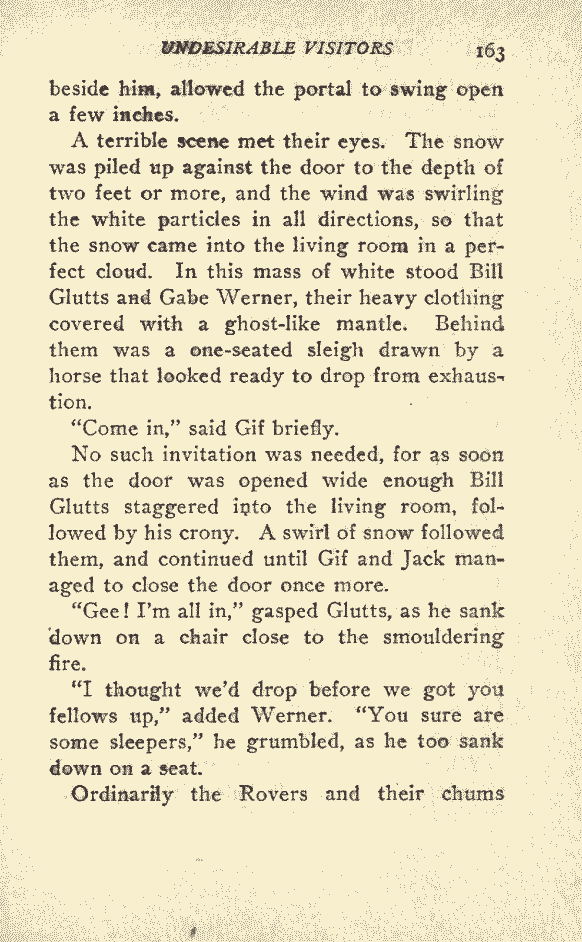 UNDESIRABLE VISITORS 163
beside him, allowed the portal to swing open
a few inches.
A terrible scene met their eyes. The snow
was piled up against the door to the depth of
two feet or more, and the wind was swirling
the white particles in all directions, so that
the snow came into the living room in a per-
fect cloud. In this mass of white stood Bill
Glutts and Gabe Werner, their heavy clothing
covered with a ghost-like mantle. Behind
them was a one-seated sleigh drawn by a
horse that looked ready to drop from exhaus-
tion.
"Come in," said Gif briefly.
No such invitation was needed, for as soon
as the door was opened wide enough Bill
Glutts staggered into the living room, fol-
lowed by his crony. A swirl of snow followed
them, and continued until Gif and Jack man-
aged to close the door once more.
"Gee! I'm all in," gasped Glutts, as he sank
down on a chair close to the smouldering
fire.
"I thought we'd drop before we got you
fellows up," added Werner. "You sure are
some sleepers," he grumbled, as he too sank
down on a seat.
Ordinarily the Rovers and their chums